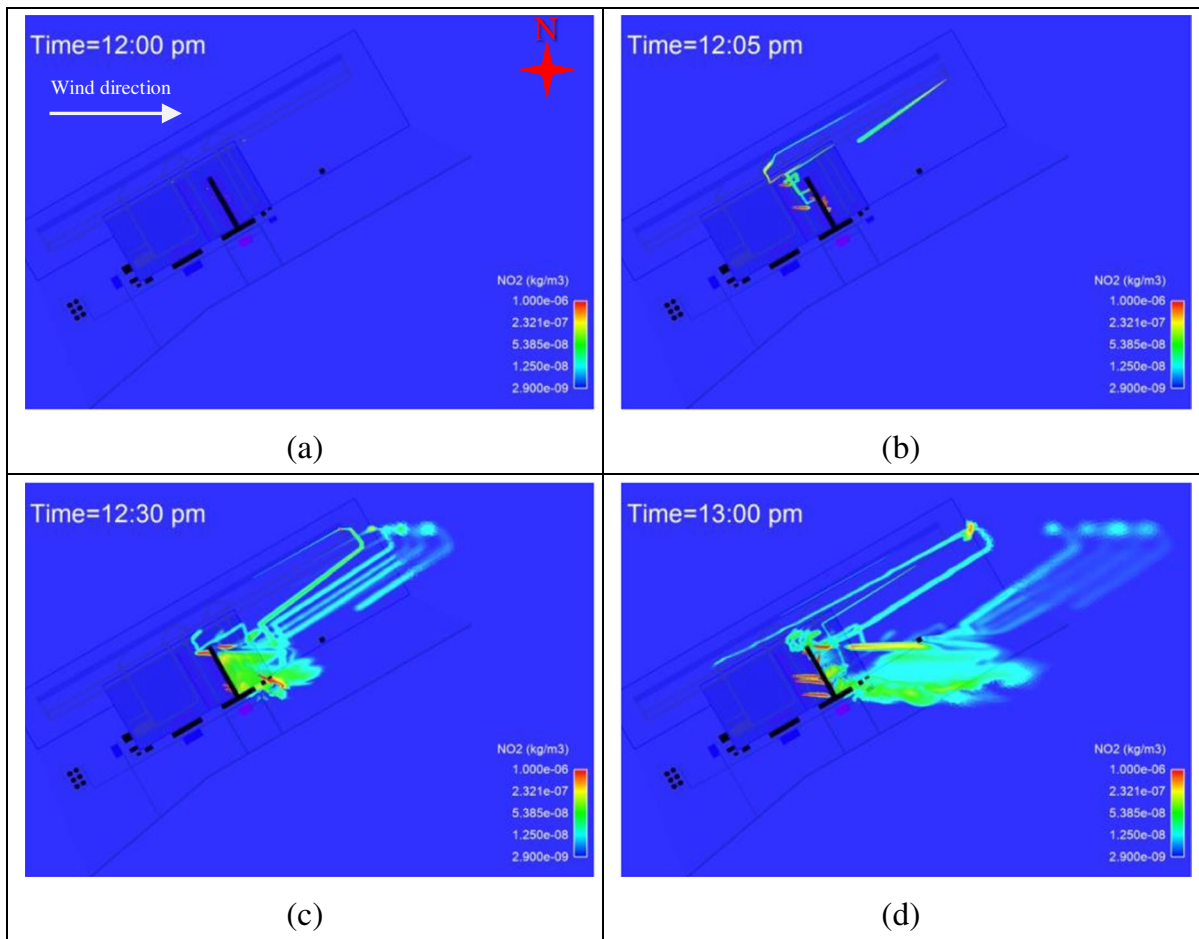 Time=12:00 pm
N
Wind direction
NO2 (kg/m3)
1.000e-06
2.321e-07
5.385e-08
1.250e-08
2.900e-09
(a)
Time=12:05 pm
NO2 (kg/m3)
1.000e-06
2.321e-07
5.385e-08
1.250e-08
2.900e-09
(b)
Time=12:30 pm
NO2 (kg/m3)
1.000e-06
2.321e-07
5.385e-08
1.250e-08
2.900e-09
(c)
Time=13:00 pm
NO2 (kg/m3)
1.000e-06
2.321e-07
5.385e-08
1.250e-08
2.900e-09
(d)